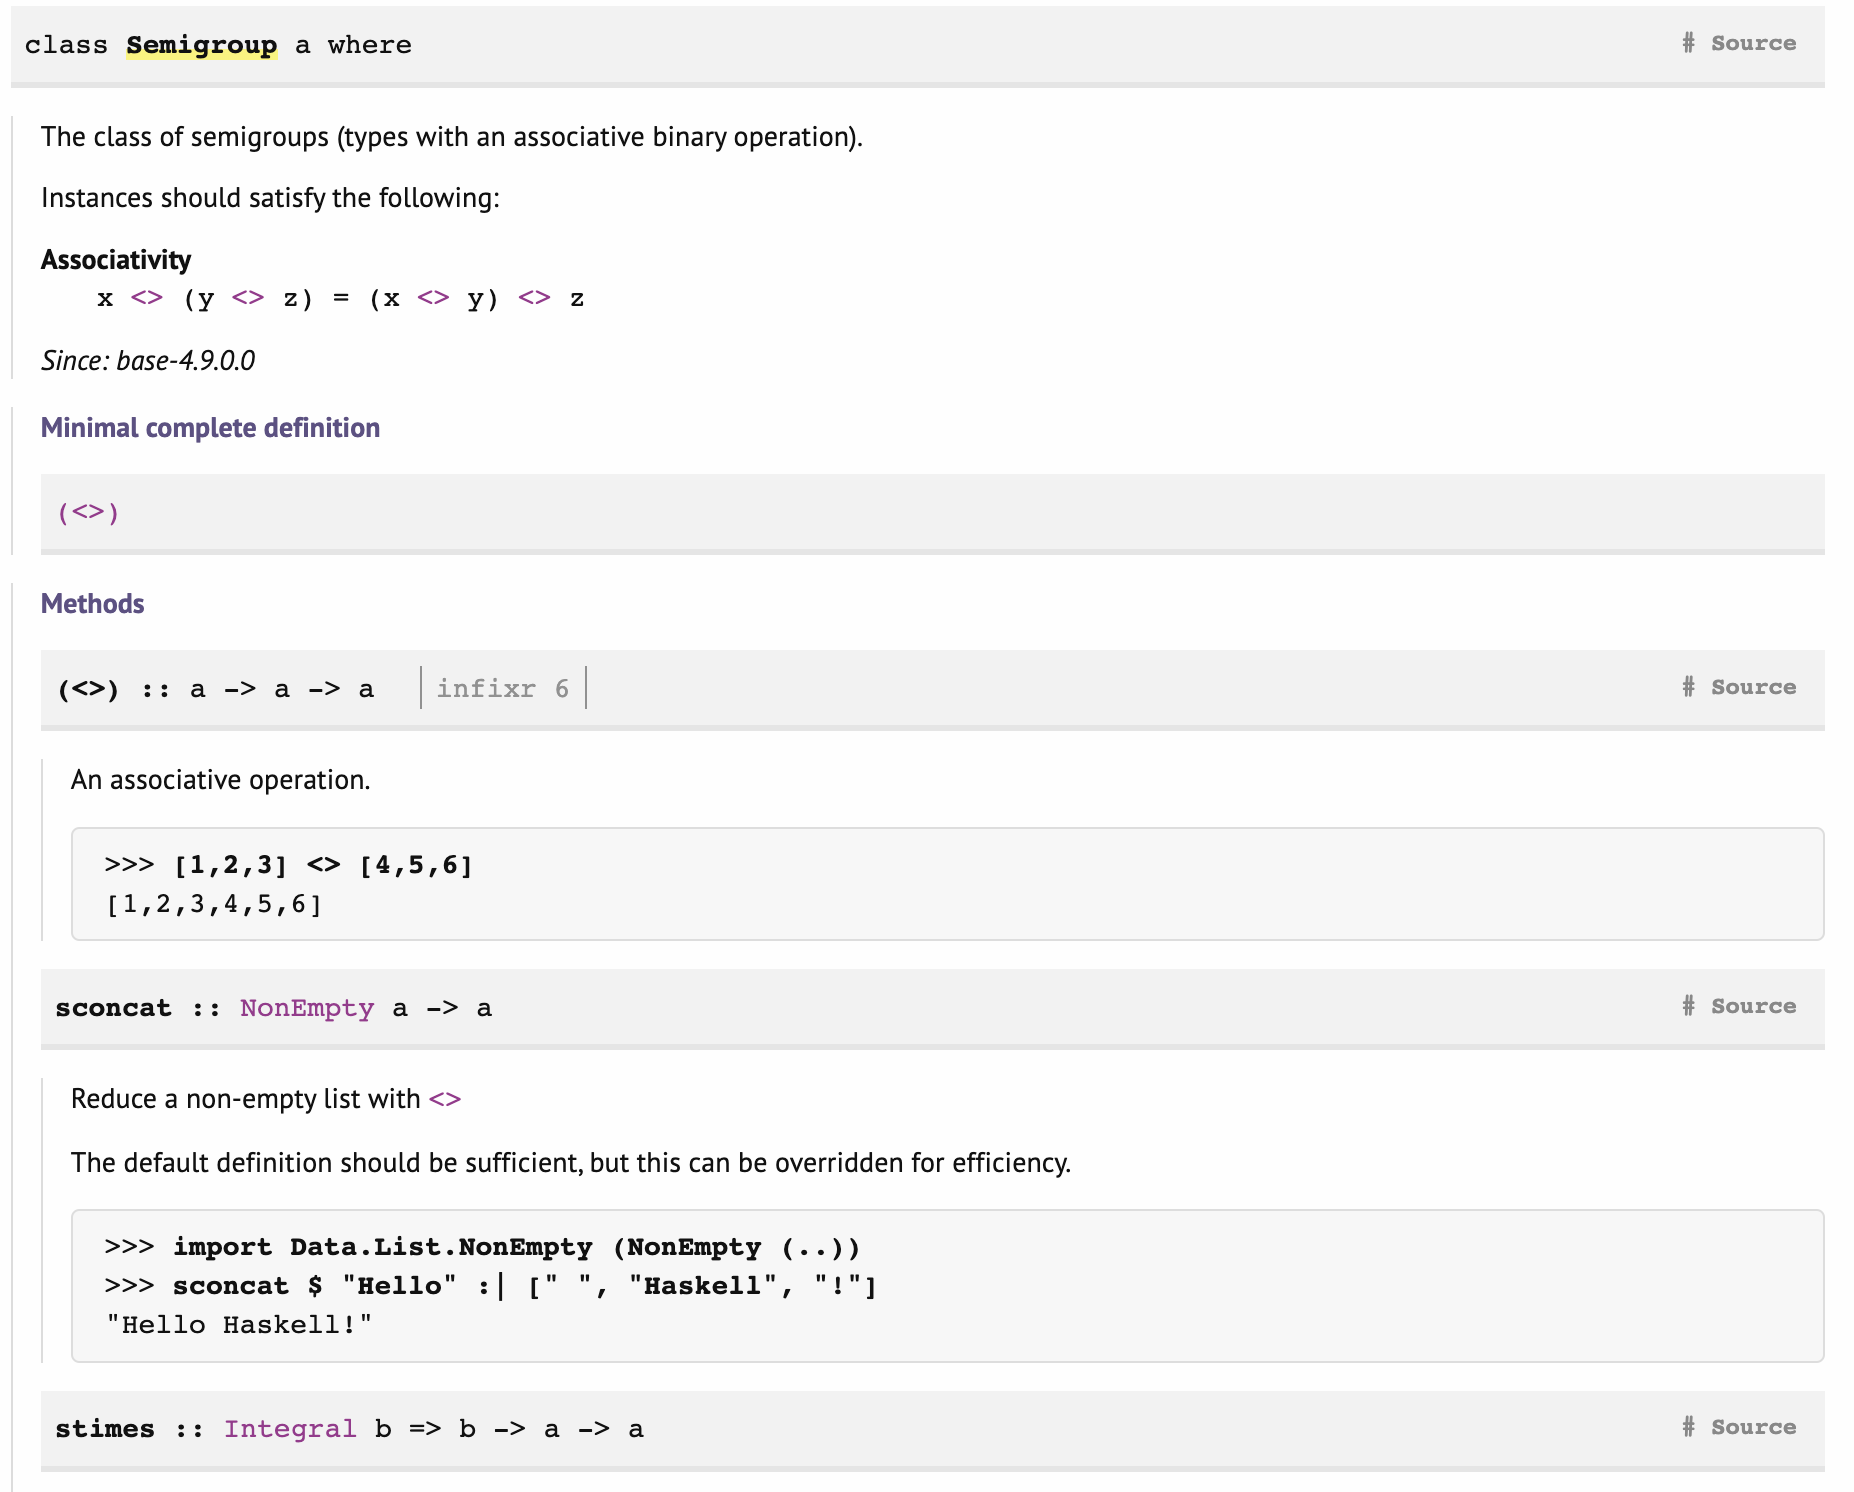 class Semigroup a where # Source
The class of semigroups (types with an associative binary operation).
Instances should satisfy the following:
Associativity
x <> (y <> z) = (x <> y) <> z
Since: base-4.9.0.0
Minimal complete definition
(<>)
Methods
(<>) :: a -> a -> a infixr 6 # Source
An associative operation.
>>> [1,2,3] <> [4,5,6]
[1,2,3,4,5,6]
sconcat :: NonEmpty a -> a # Source
Reduce a non-empty list with <>
The default definition should be sufficient, but this can be overridden for efficiency.
>>> import Data.List.NonEmpty (NonEmpty (..))
>>> sconcat $ "Hello" :| [" ", "Haskell", "!"]
"Hello Haskell!"
stimes :: Integral b => b -> a -> a # Source